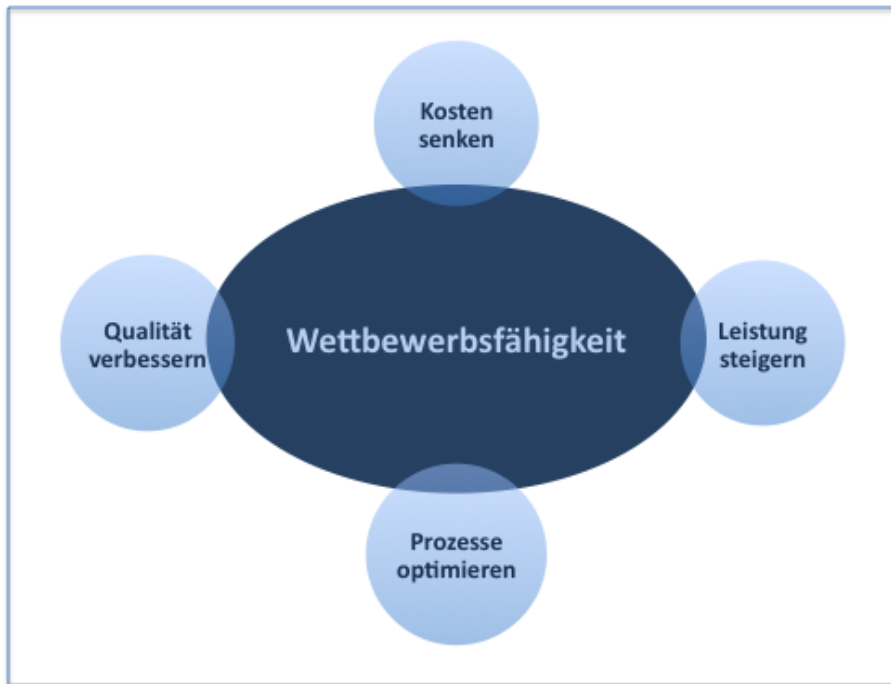 Kosten
senken
Qualität
verbessern
Wettbewerbsfähigkeit
Leistung
steigern
Prozesse
optimieren